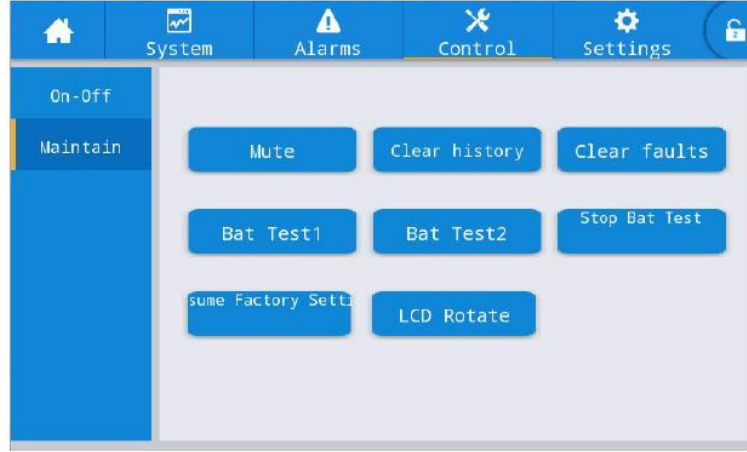 System Alarms Control Settings
2
On-Off
Maintain
Mute Clear history Clear faults
Bat Test1 Bat Test2 Stop Bat Test
sume Factory Setti
LCD Rotate